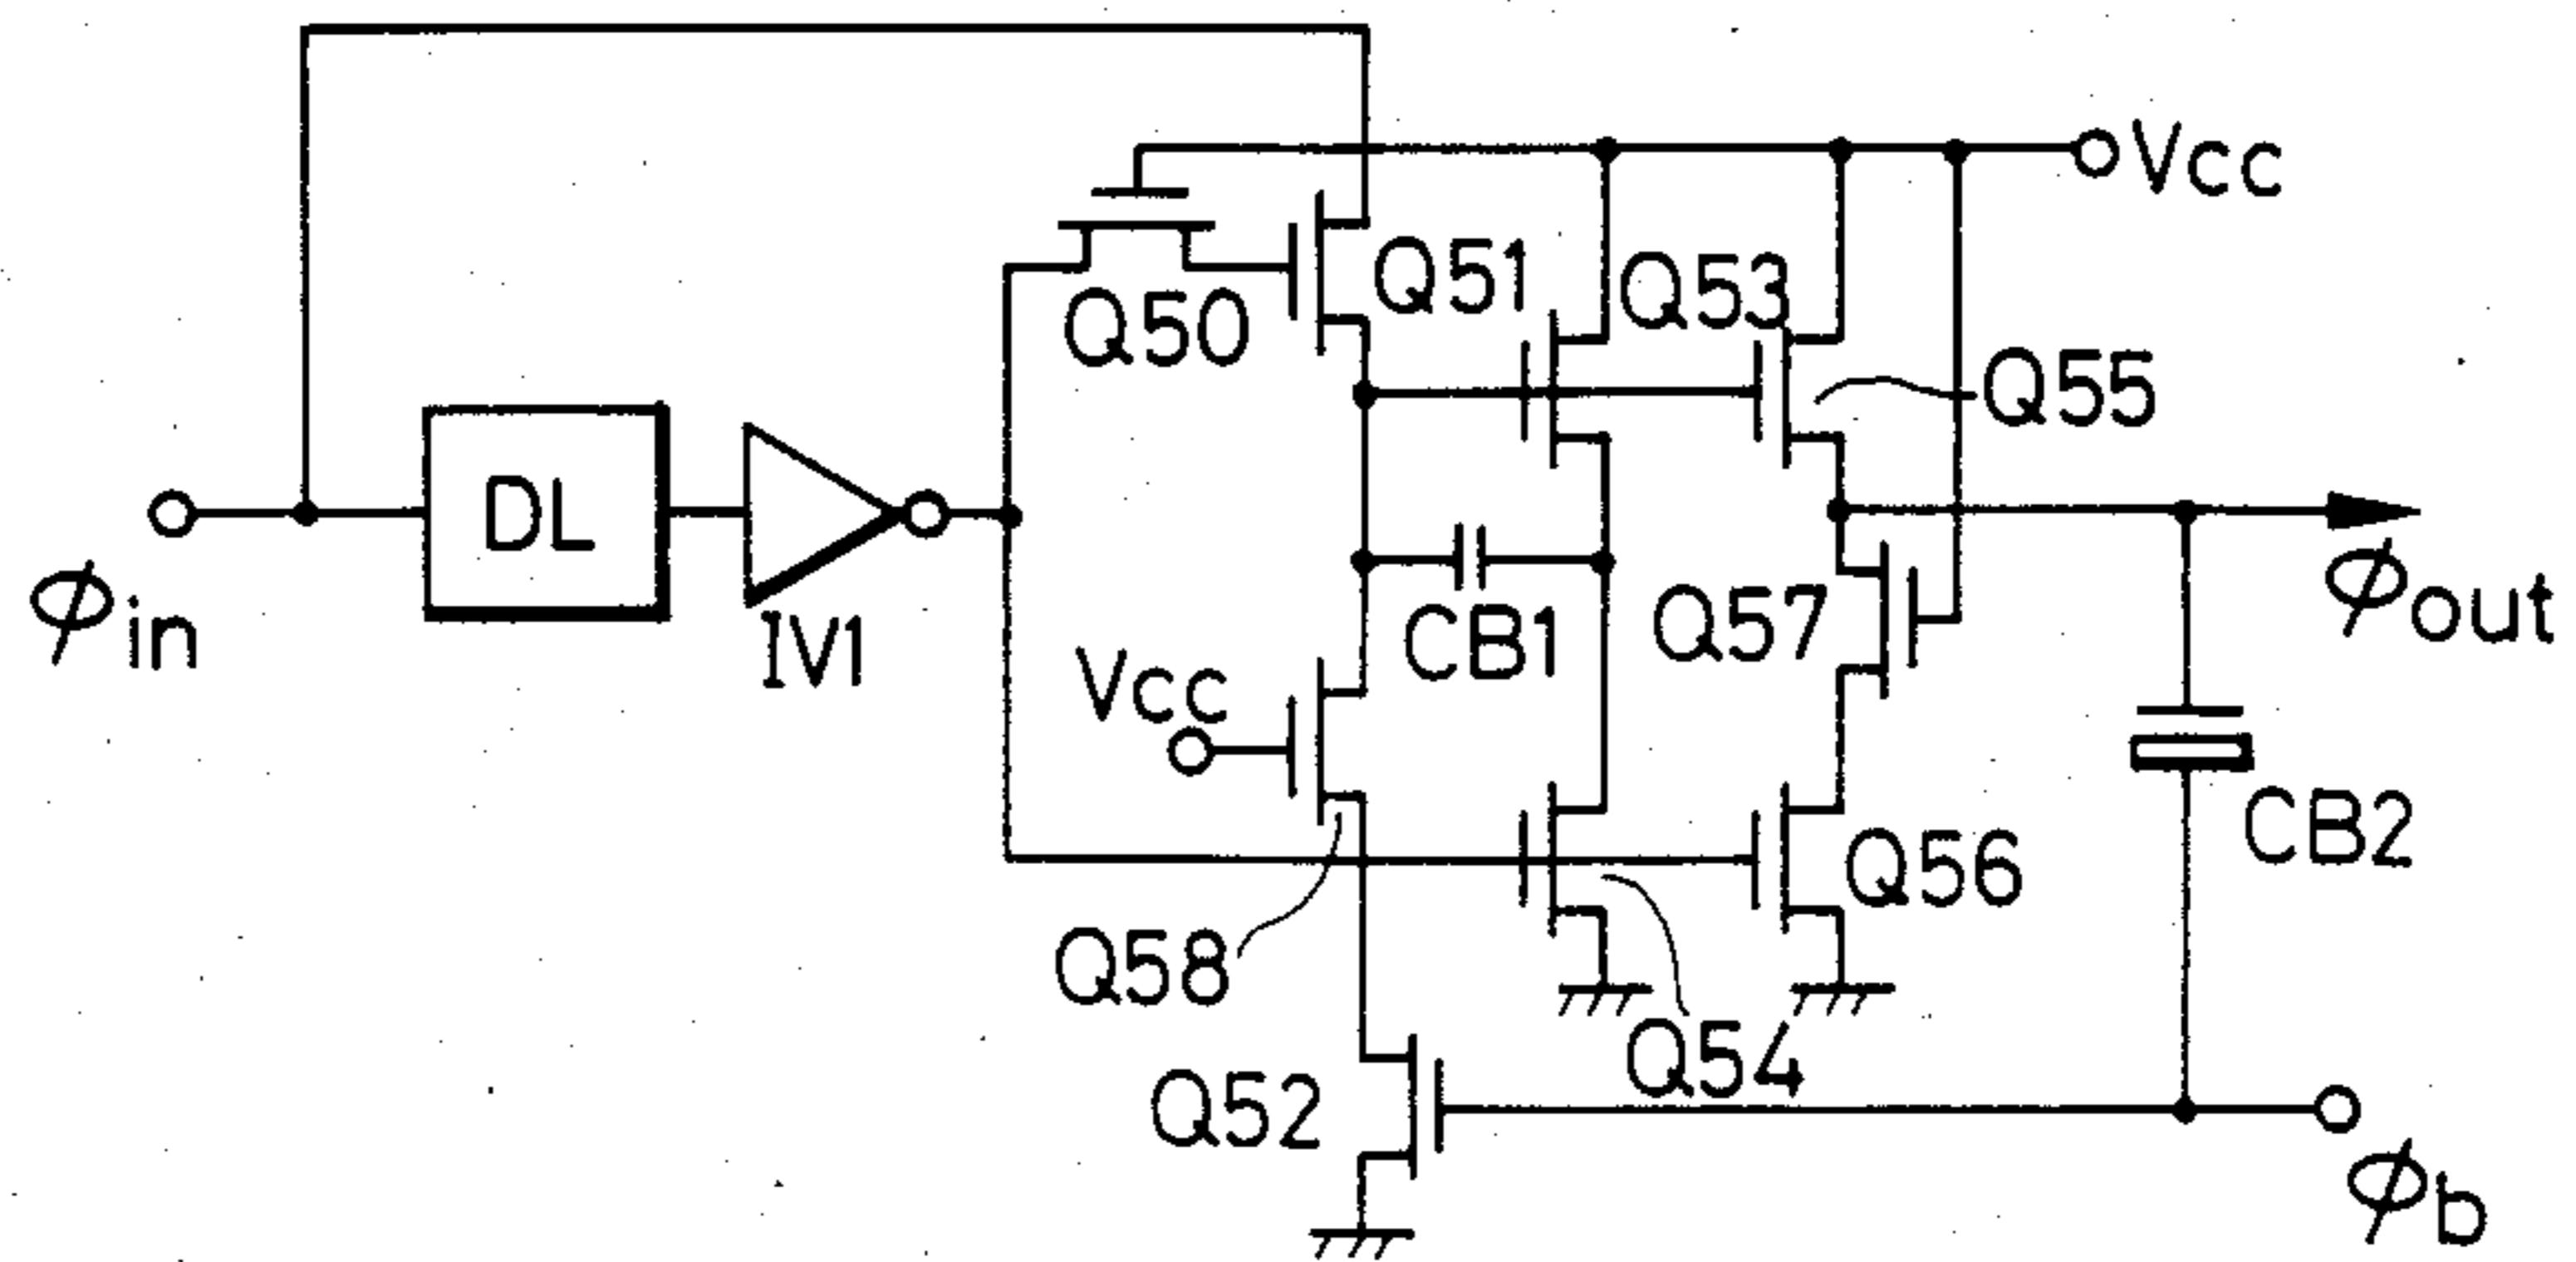 Vcc
Q51
Q53
Q50
Q55
DL
ϕin
IV1
Vcc
CB1
Q57
ϕout
CB2
Q56
Q58
Q54
Q52
ϕb